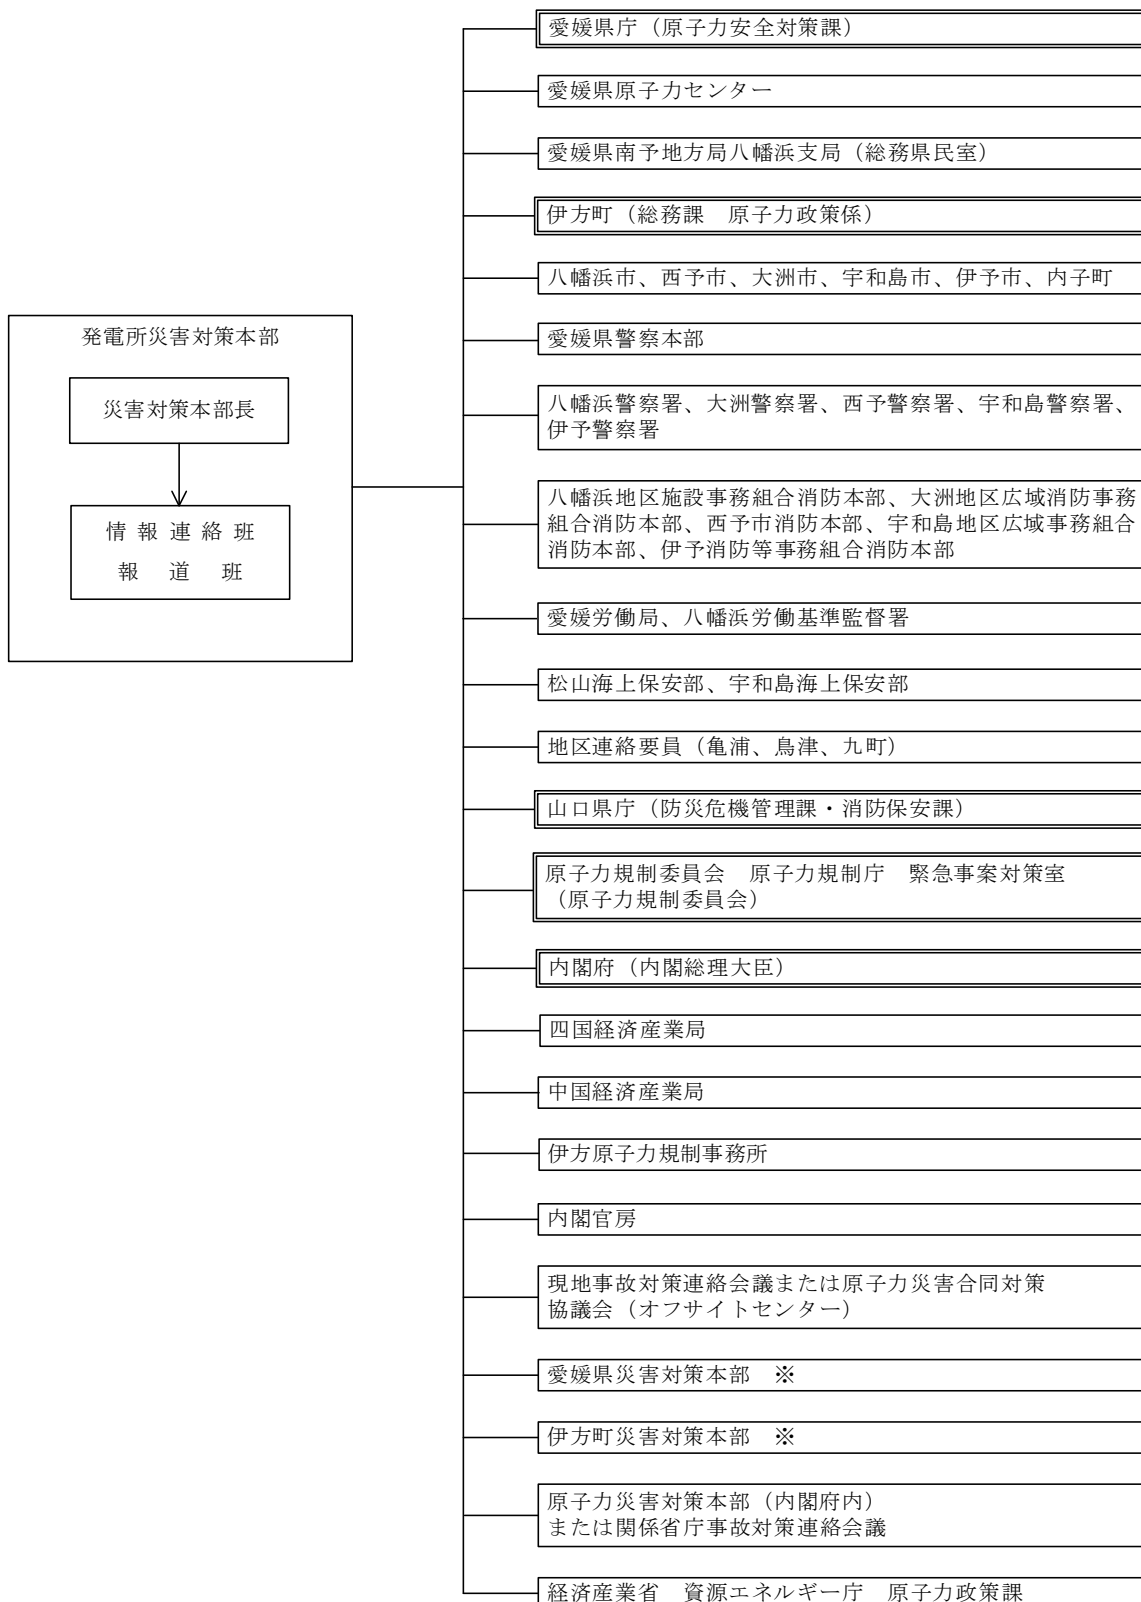 愛媛県庁（原子力安全対策課）
愛媛県原子力センター
愛媛県南予地方局八幡浜支局（総務県民室）
伊方町（総務課　原子力政策係）
八幡浜市、西予市、大洲市、宇和島市、伊予市、内子町
発電所災害対策本部
災害対策本部長
情 報 連 絡 班
報　道　班
愛媛県警察本部
八幡浜警察署、大洲警察署、西予警察署、宇和島警察署、
伊予警察署
八幡浜地区施設事務組合消防本部、大洲地区広域消防事務
組合消防本部、西予市消防本部、宇和島地区広域事務組合
消防本部、伊予消防等事務組合消防本部
愛媛労働局、八幡浜労働基準監督署
松山海上保安部、宇和島海上保安部
地区連絡要員（亀浦、鳥津、九町）
山口県庁（防災危機管理課・消防保安課）
原子力規制委員会　原子力規制庁　緊急事案対策室
（原子力規制委員会）
内閣府（内閣総理大臣）
四国経済産業局
中国経済産業局
伊方原子力規制事務所
内閣官房
現地事故対策連絡会議または原子力災害合同対策
協議会（オフサイトセンター）
愛媛県災害対策本部　※
伊方町災害対策本部　※
原子力災害対策本部（内閣府内）
または関係省庁事故対策連絡会議
経済産業省　資源エネルギー庁　原子力政策課